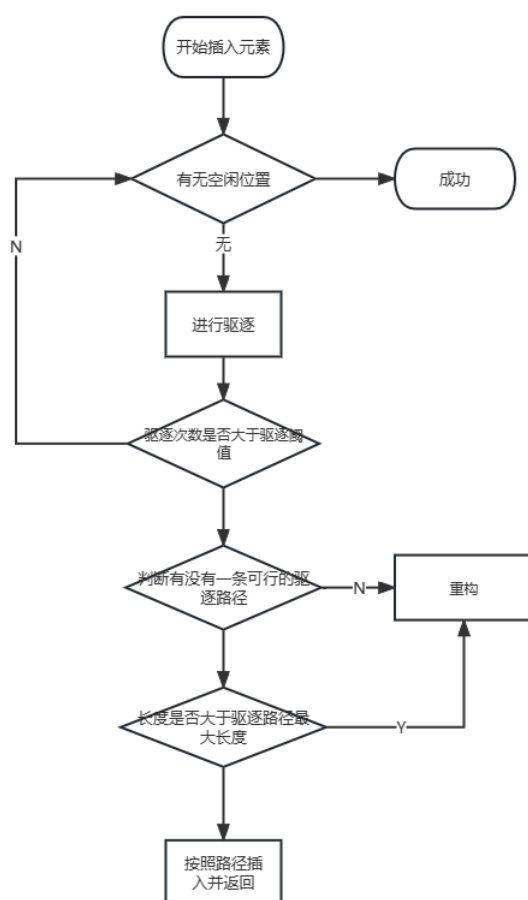 开始插入元素
有无空闲位置
成功
N
无
进行驱逐
驱逐次数是否大于驱逐阈
值
判断有没有一条可行的驱
逐路径
N
重构
长度是否大于驱逐路径最
大长度
Y
按照路径插
入并返回